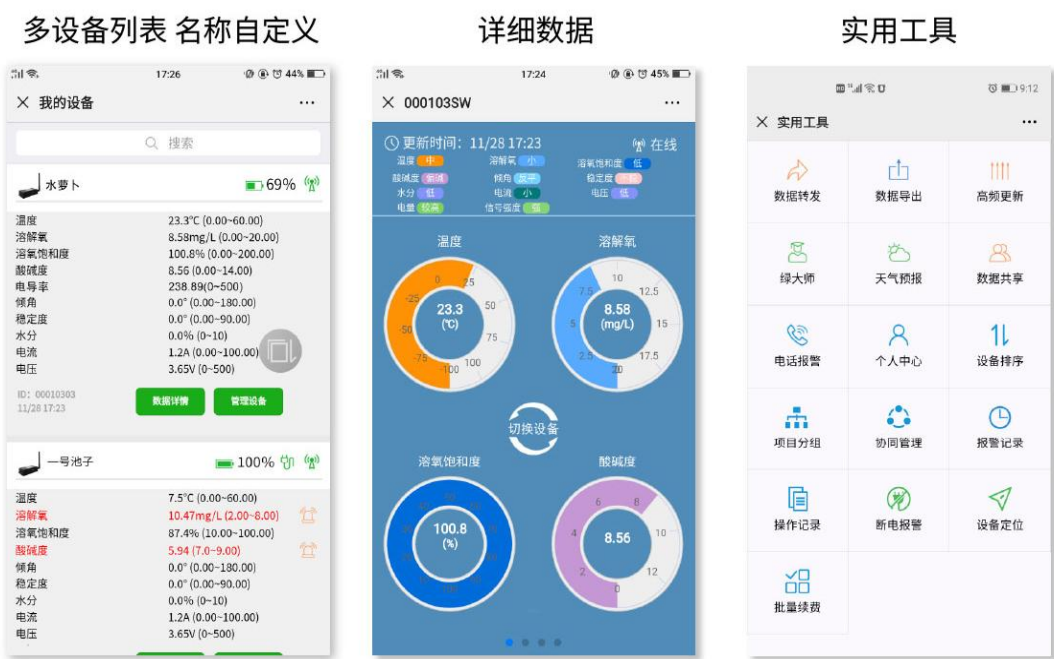 多设备列表 名称自定义
17:26
44%
我的设备
搜索
水萝卜
69%
温度 23.3℃ (0.00~60.00)
溶解氧 8.58mg/L (0.00~20.00)
溶氧饱和度 100.8% (0.00~200.00)
酸碱度 8.56 (0.00~14.00)
电导率 238.89(0~500)
倾角 0.0° (0.00~180.00)
稳定度 0.0° (0.00~90.00)
水分 0.0% (0~10)
电流 1.2A (0.00~100.00)
电压 3.65V (0~500)
ID: 00010303
11/28 17:23
数据详情 管理设备
一号池子
100%
温度 7.5℃ (0.00~60.00)
溶解氧 10.47mg/L (2.00~8.00)
溶氧饱和度 87.4% (10.00~100.00)
酸碱度 5.94 (7.0~9.00)
倾角 0.0° (0.00~180.00)
稳定度 0.0° (0.00~90.00)
水分 0.0% (0~10)
电流 1.2A (0.00~100.00)
电压 3.65V (0~500)
详细数据
17:24
45%
000103SW
更新时间: 11/28 17:23 在线
温度 中 溶解氧 小 溶氧饱和度 低
酸碱度 偏碱 倾角 水平 稳定度
水分 低 电流 小 电压 低
电量 较高 信号强度 强
温度
-100 -75 -50 -25 0 25 50 75 100
23.3
(℃)
溶解氧
2.5 5 7.5 10 12.5 15 17.5 20
8.58
(mg/L)
切换设备
溶氧饱和度
100.8
(%)
酸碱度
0 2 4 6 8 10 12
8.56
实用工具
9:12
实用工具
数据转发 数据导出 高频更新
绿大师 天气预报 数据共享
电话报警 个人中心 设备排序
项目分组 协同管理 报警记录
操作记录 断电报警 设备定位
批量续费